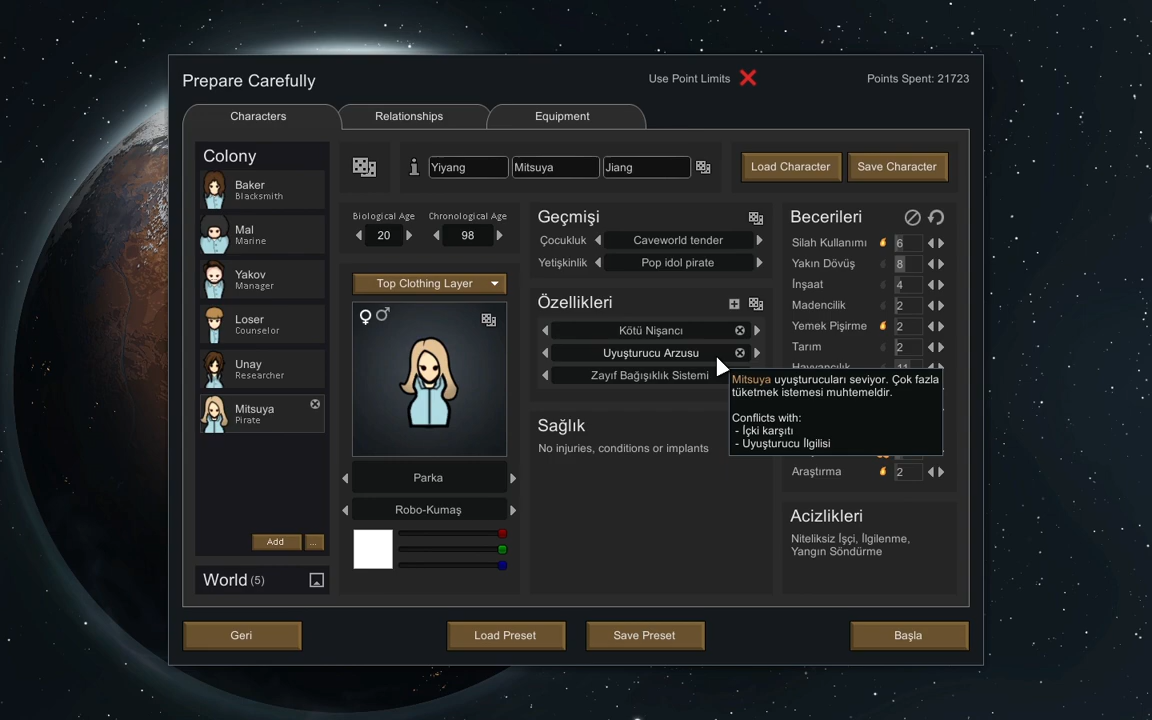 Prepare Carefully
Use Point Limits
Points Spent: 21723
Characters
Relationships
Equipment
Colony
Baker
Blacksmith
Mal
Marine
Yakov
Manager
Loser
Counselor
Unay
Researcher
Mitsuya
Pirate
Add
...
World (5)
Yiyang
Mitsuya
Jiang
Load Character
Save Character
Biological Age
Chronological Age
20
98
Top Clothing Layer
Parka
Robo-Kumaş
Geçmişi
Çocukluk
Caveworld tender
Yetişkinlik
Pop idol pirate
Özellikleri
Kötü Nişancı
Uyuşturucu Arzusu
Zayıf Bağışıklık Sistemi
Mitsuya uyuşturucuları seviyor. Çok fazla
tüketmek istemesi muhtemeldir.
Conflicts with:
- İçki karşıtı
- Uyuşturucu İlgilisi
Sağlık
No injuries, conditions or implants
Becerileri
Silah Kullanımı 6
Yakın Dövüş 8
İnşaat 4
Madencilik 2
Yemek Pişirme 2
Tarım 2
Hayvancılık 11
Araştırma 2
Acizlikleri
Niteliksiz İşçi, İlgilenme,
Yangın Söndürme
Geri
Load Preset
Save Preset
Başla